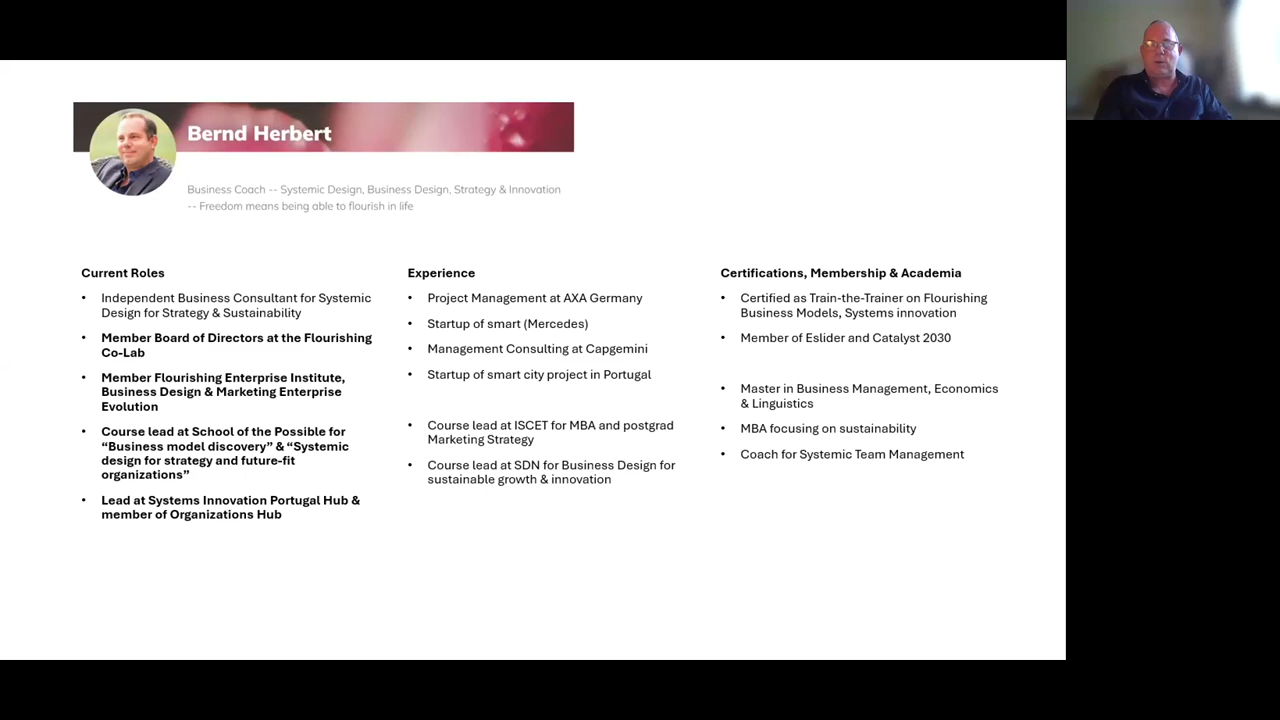 Bernd Herbert
Business Coach -- Systemic Design, Business Design, Strategy & Innovation
-- Freedom means being able to flourish in life
Current Roles
• Independent Business Consultant for Systemic
Design for Strategy & Sustainability
• Member Board of Directors at the Flourishing
Co-Lab
• Member Flourishing Enterprise Institute,
Business Design & Marketing Enterprise
Evolution
• Course lead at School of the Possible for
“Business model discovery” & “Systemic
design for strategy and future-fit
organizations”
• Lead at Systems Innovation Portugal Hub &
member of Organizations Hub
Experience
• Project Management at AXA Germany
• Startup of smart (Mercedes)
• Management Consulting at Capgemini
• Startup of smart city project in Portugal
• Course lead at ISCET for MBA and postgrad
Marketing Strategy
• Course lead at SDN for Business Design for
sustainable growth & innovation
Certifications, Membership & Academia
• Certified as Train-the-Trainer on Flourishing
Business Models, Systems innovation
• Member of Eslider and Catalyst 2030
• Master in Business Management, Economics
& Linguistics
• MBA focusing on sustainability
• Coach for Systemic Team Management